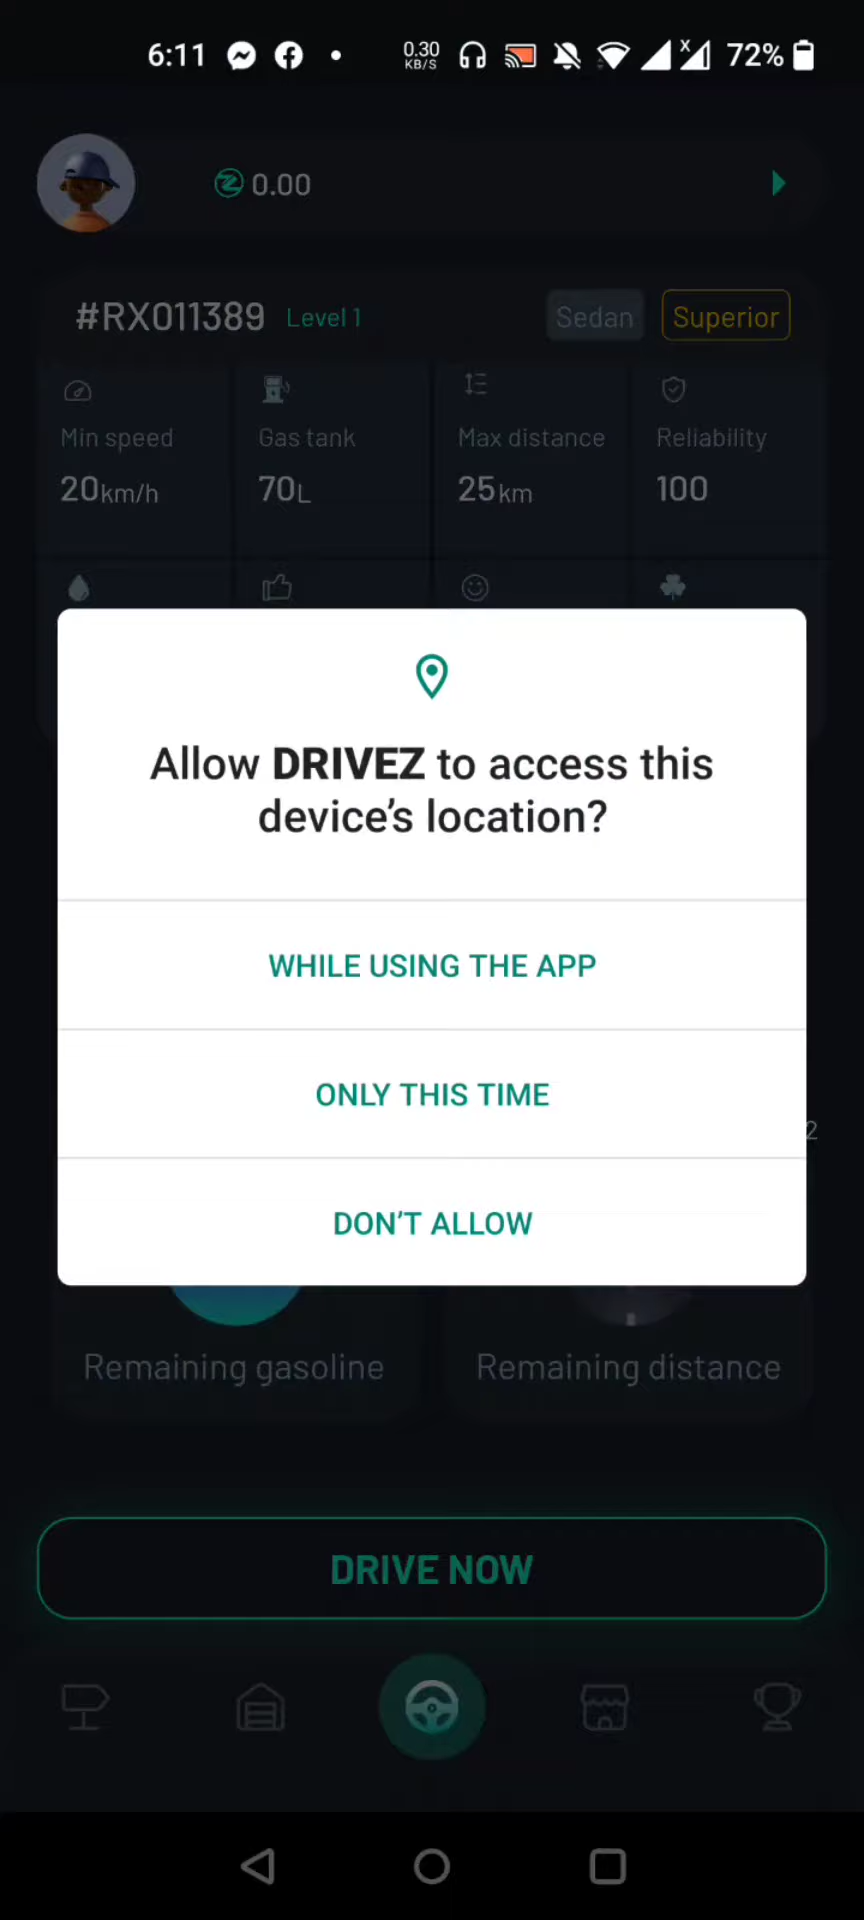 6:11 0.30 KB/S 72%
0.00
#RX011389 Level 1 Sedan Superior
Min speed Gas tank Max distance Reliability
20km/h 70L 25km 100
Allow DRIVEZ to access this
device’s location?
WHILE USING THE APP
ONLY THIS TIME
2
DON’T ALLOW
Remaining gasoline Remaining distance
DRIVE NOW